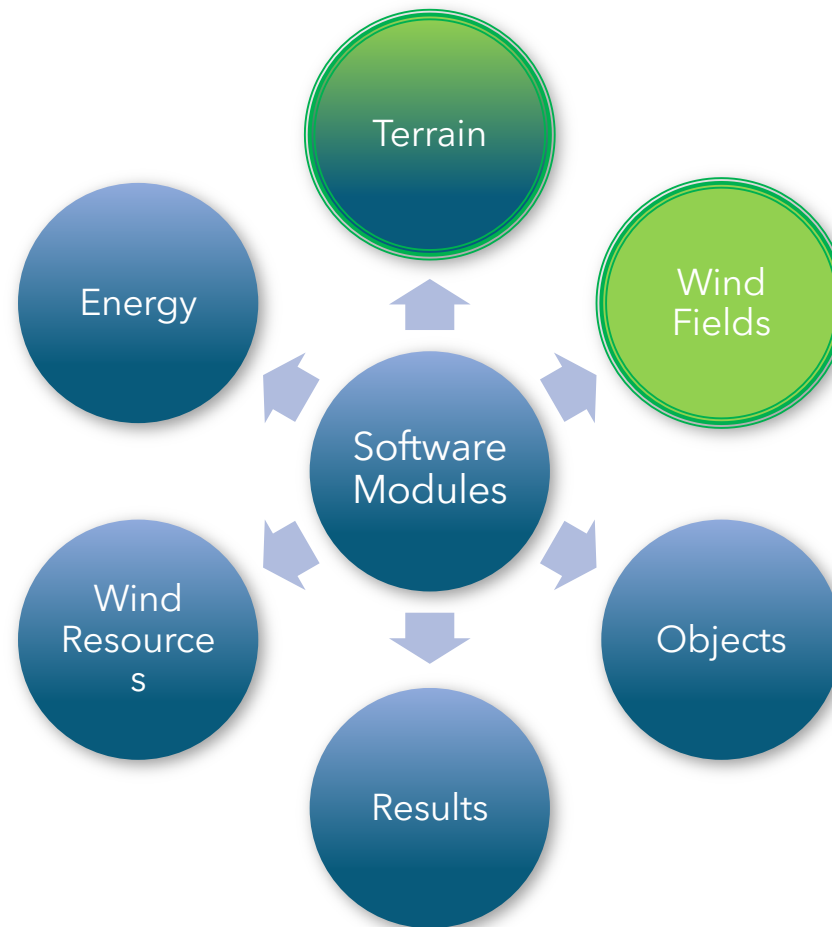 Terrain
Wind
Fields
Energy
Software
Modules
Wind
Resource
s
Objects
Results